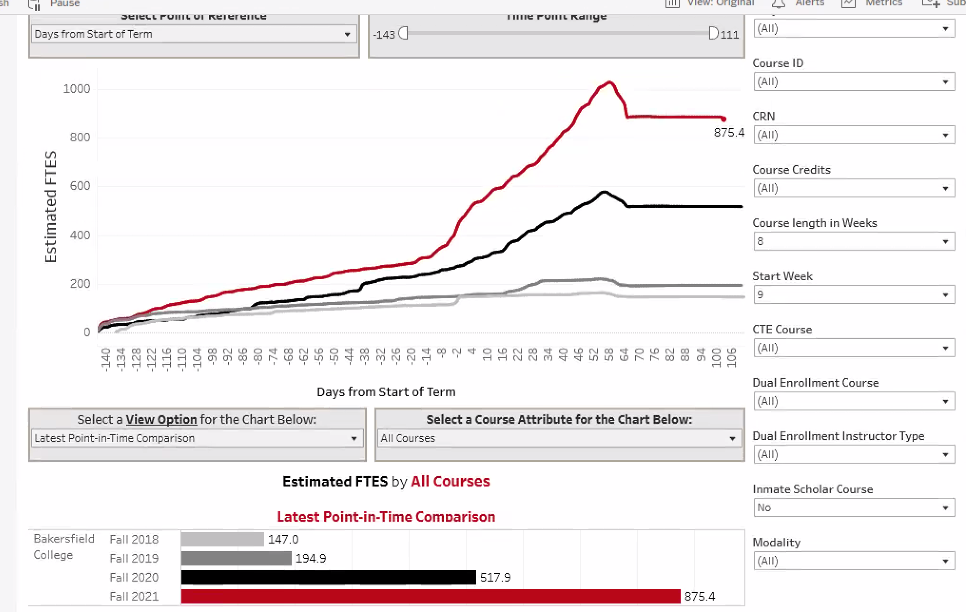 Pause
View: Original
Alerts
Metrics
Select Point of Reference
Time Point Range
Days from Start of Term
-143
111
(All)
Course ID
(All)
CRN
(All)
Course Credits
(All)
Course length in Weeks
8
Start Week
9
CTE Course
(All)
Dual Enrollment Course
(All)
Dual Enrollment Instructor Type
(All)
Inmate Scholar Course
No
Modality
(All)
Estimated FTES
1000
800
600
400
200
0
875.4
-140
-134
-128
-122
-116
-110
-104
-98
-92
-86
-80
-74
-68
-62
-56
-50
-44
-38
-32
-26
-20
-14
-8
-2
4
10
16
22
28
34
40
46
52
58
64
70
76
82
88
94
100
106
Days from Start of Term
Select a View Option for the Chart Below:
Latest Point-in-Time Comparison
Select a Course Attribute for the Chart Below:
All Courses
Estimated FTES by All Courses
Latest Point-in-Time Comparison
Bakersfield
College
Fall 2018 147.0
Fall 2019 194.9
Fall 2020 517.9
Fall 2021 875.4